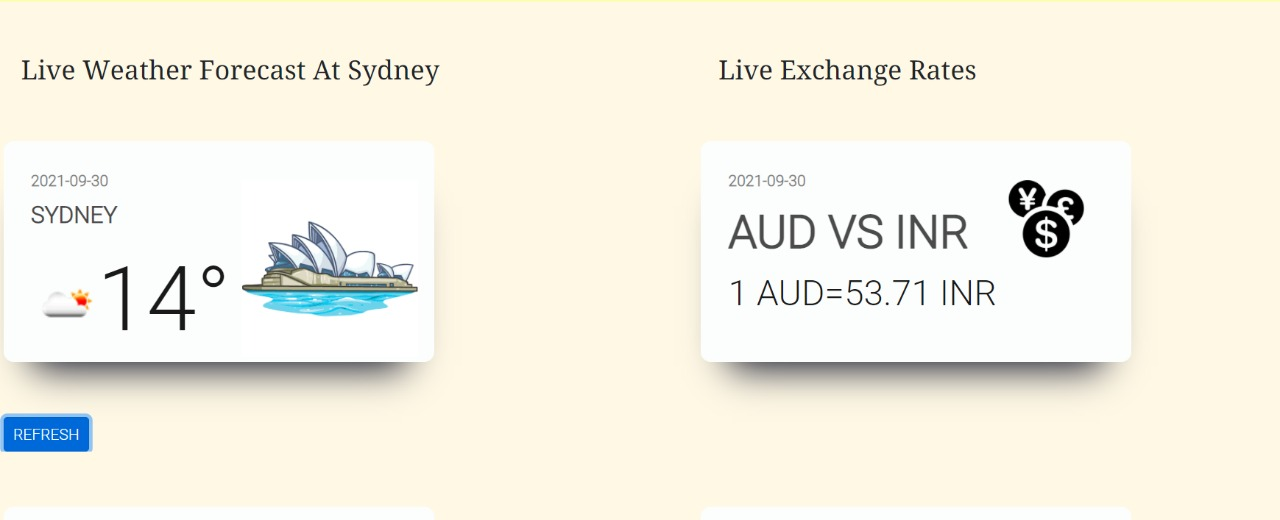 Live Weather Forecast At Sydney
2021-09-30
SYDNEY
14°
REFRESH
Live Exchange Rates
2021-09-30
AUD VS INR
¥ £
$
1 AUD=53.71 INR